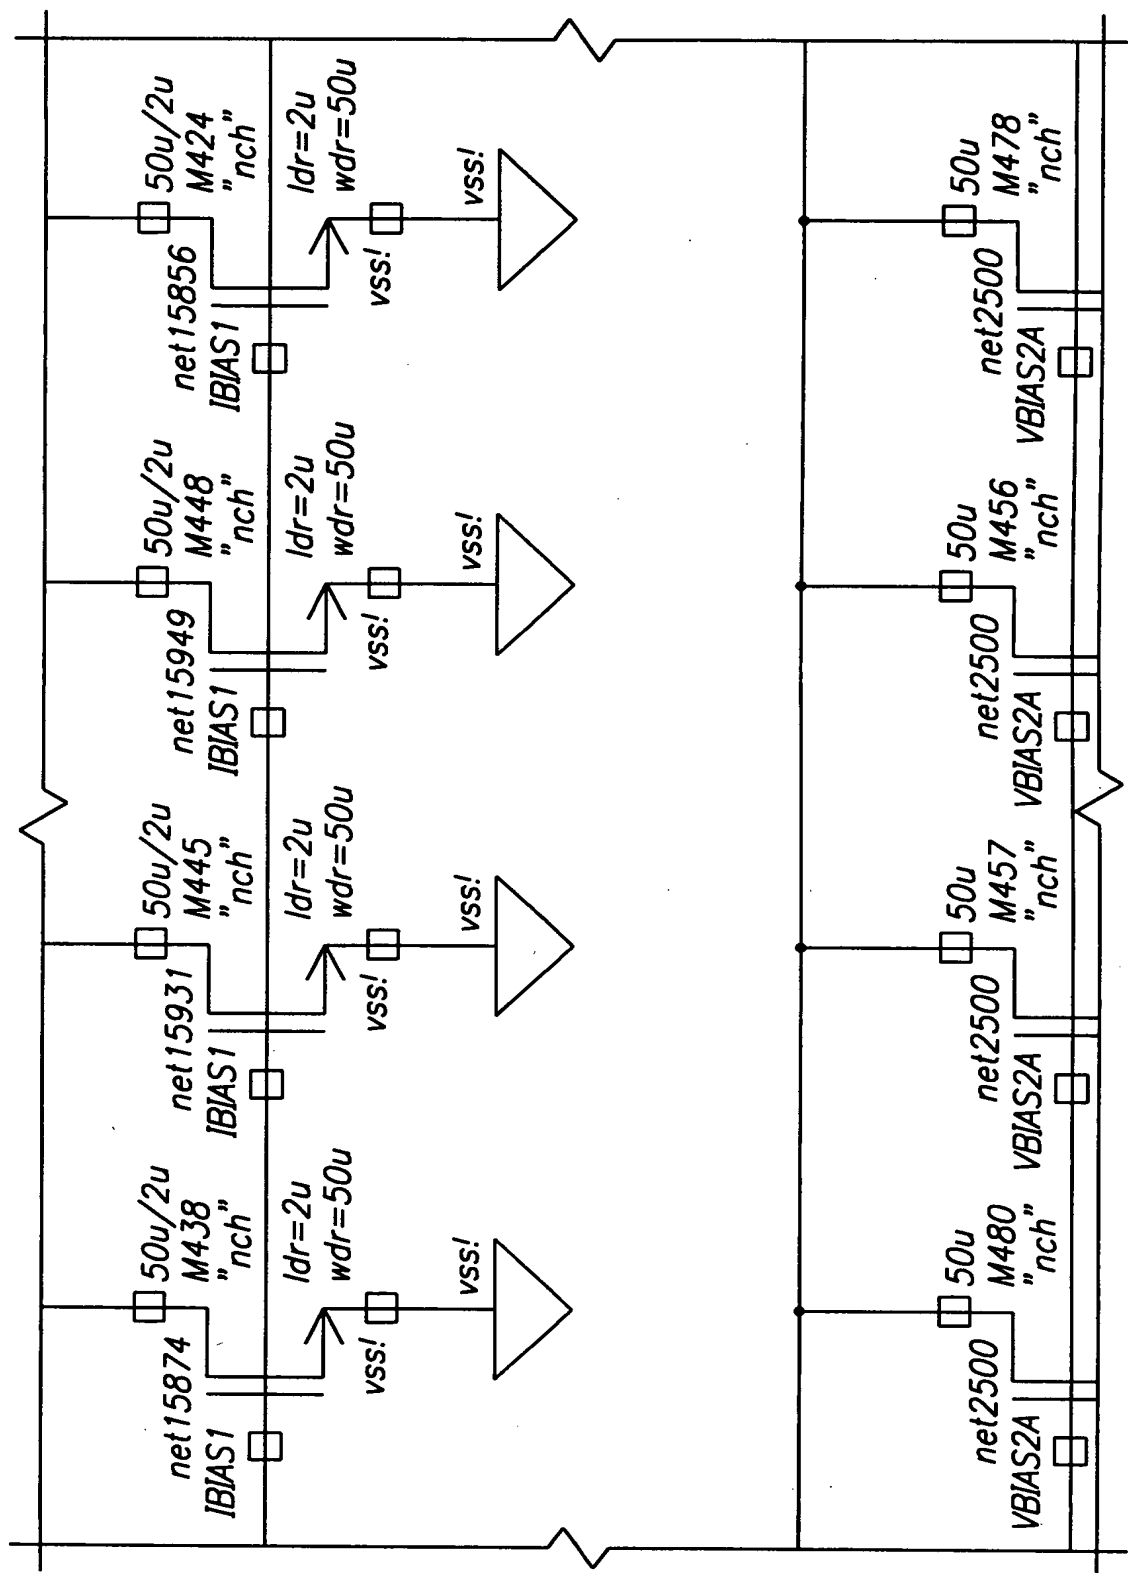 net15874
IBIAS1
50u/2u
M438
"nch"
ldr=2u
wdr=50u
vss!
vss!
net15931
IBIAS1
50u/2u
M445
"nch"
ldr=2u
wdr=50u
vss!
vss!
net15949
IBIAS1
50u/2u
M448
"nch"
ldr=2u
wdr=50u
vss!
vss!
net15856
IBIAS1
50u/2u
M424
"nch"
ldr=2u
wdr=50u
vss!
vss!
net2500
VBIAS2A
50u
M480
"nch"
net2500
VBIAS2A
50u
M457
"nch"
net2500
VBIAS2A
50u
M456
"nch"
net2500
VBIAS2A
50u
M478
"nch"